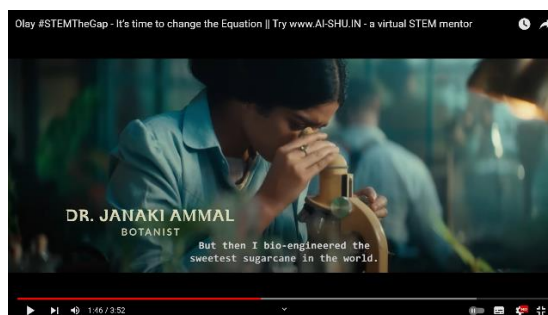 Olay #STEMTheGap - It's time to change the Equation || Try www.AI-SHU.IN - a virtual STEM mentor
DR. JANAKI AMMAL
BOTANIST
But then I bio-engineered the
sweetest sugarcane in the world.
1:46 / 3:52